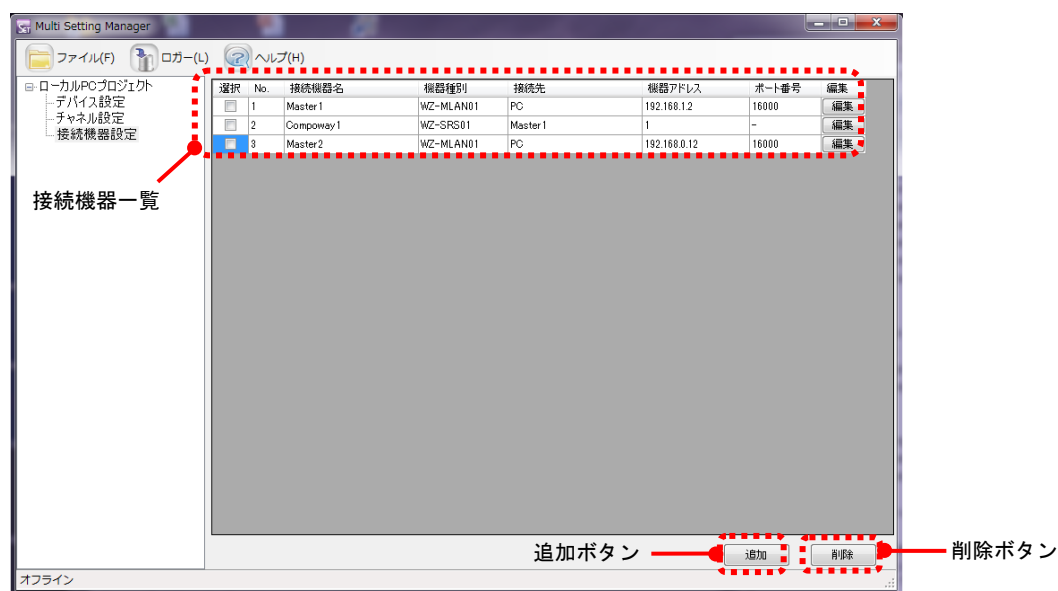 Multi Setting Manager
ファイル(F) ロガー(L) ヘルプ(H)
ローカルPCプロジェクト
デバイス設定
チャネル設定
接続機器設定
選択 No. 接続機器名 機器種別 接続先 機器アドレス ポート番号 編集
1 Master1 WZ-MLAN01 PC 192.168.1.2 16000 編集
2 Compoway1 WZ-SRS01 Master1 1 - 編集
3 Master2 WZ-MLAN01 PC 192.168.0.12 16000 編集
接続機器一覧
追加ボタン 追加 削除 削除ボタン
オフライン